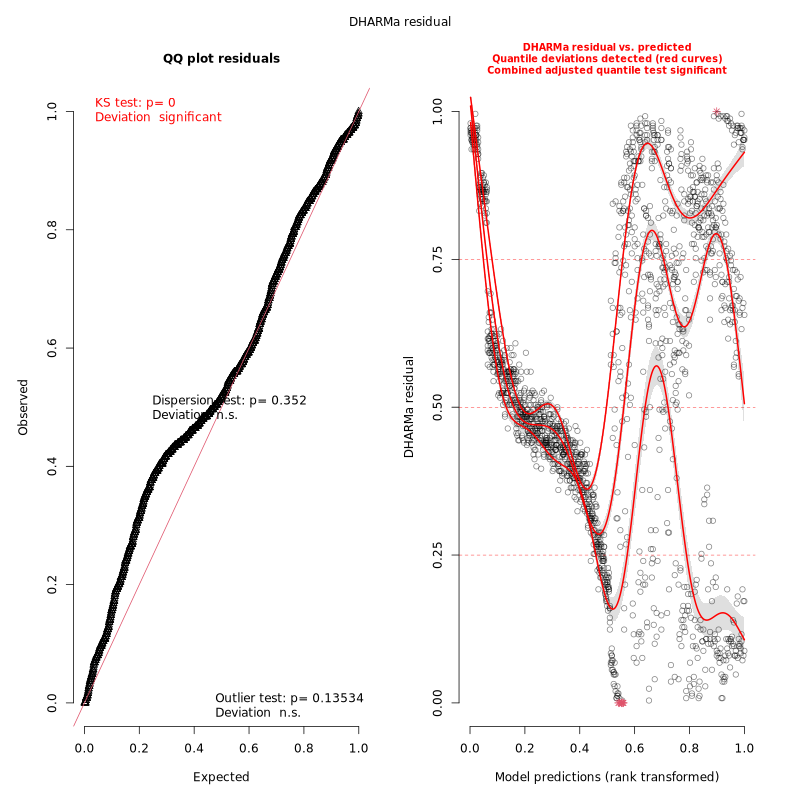 DHARMa residual
QQ plot residuals
KS test: p= 0
Deviation significant
Dispersion test: p= 0.352
Deviation n.s.
Outlier test: p= 0.13534
Deviation n.s.
Observed
0.0
0.2
0.4
0.6
0.8
1.0
0.0
0.2
0.4
0.6
0.8
1.0
Expected
DHARMa residual vs. predicted
Quantile deviations detected (red curves)
Combined adjusted quantile test significant
DHARMa residual
0.00
0.25
0.50
0.75
1.00
0.0
0.2
0.4
0.6
0.8
1.0
Model predictions (rank transformed)